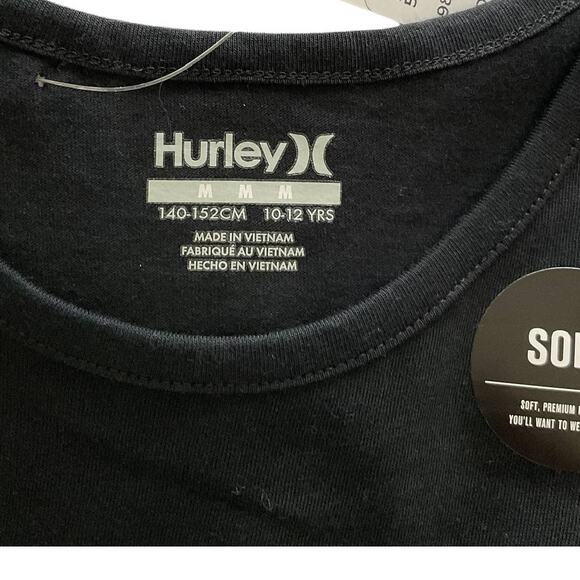 Hurley
M M M
140-152CM 10-12 YRS
MADE IN VIETNAM
FABRIQUÉ AU VIETNAM
HECHO EN VIETNAM
SOFT, PREMIUM
YOU'LL WANT TO